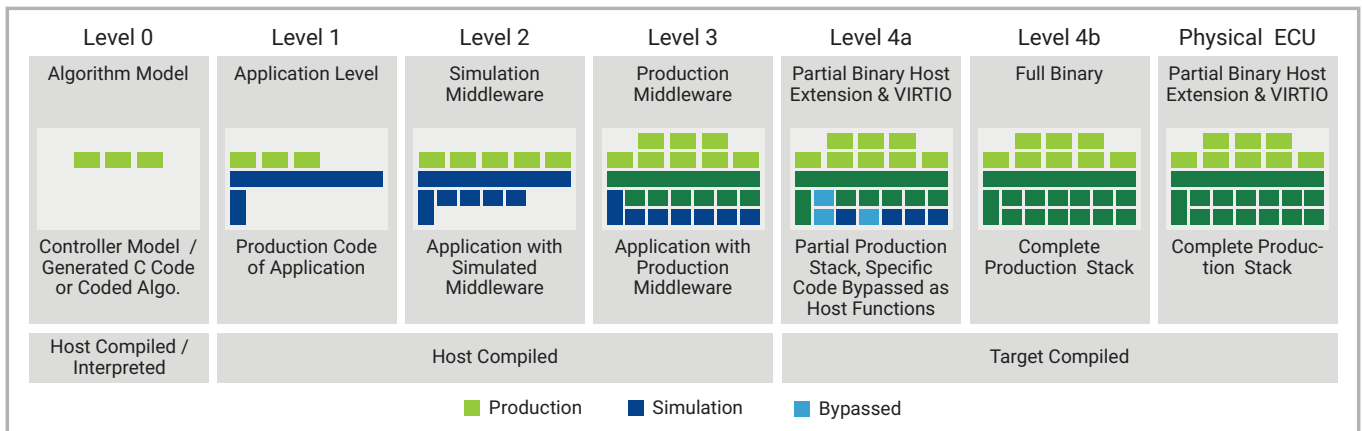 Level 0
Level 1
Level 2
Level 3
Level 4a
Level 4b
Physical ECU
Algorithm Model
Application Level
Simulation
Middleware
Production
Middleware
Partial Binary Host
Extension & VIRTIO
Full Binary
Partial Binary Host
Extension & VIRTIO
Controller Model /
Generated C Code
or Coded Algo.
Production Code
of Application
Application with
Simulated
Middleware
Application with
Production
Middleware
Partial Production
Stack, Specific
Code Bypassed as
Host Functions
Complete
Production Stack
Complete Produc-
tion Stack
Host Compiled /
Interpreted
Host Compiled
Target Compiled
Production
Simulation
Bypassed